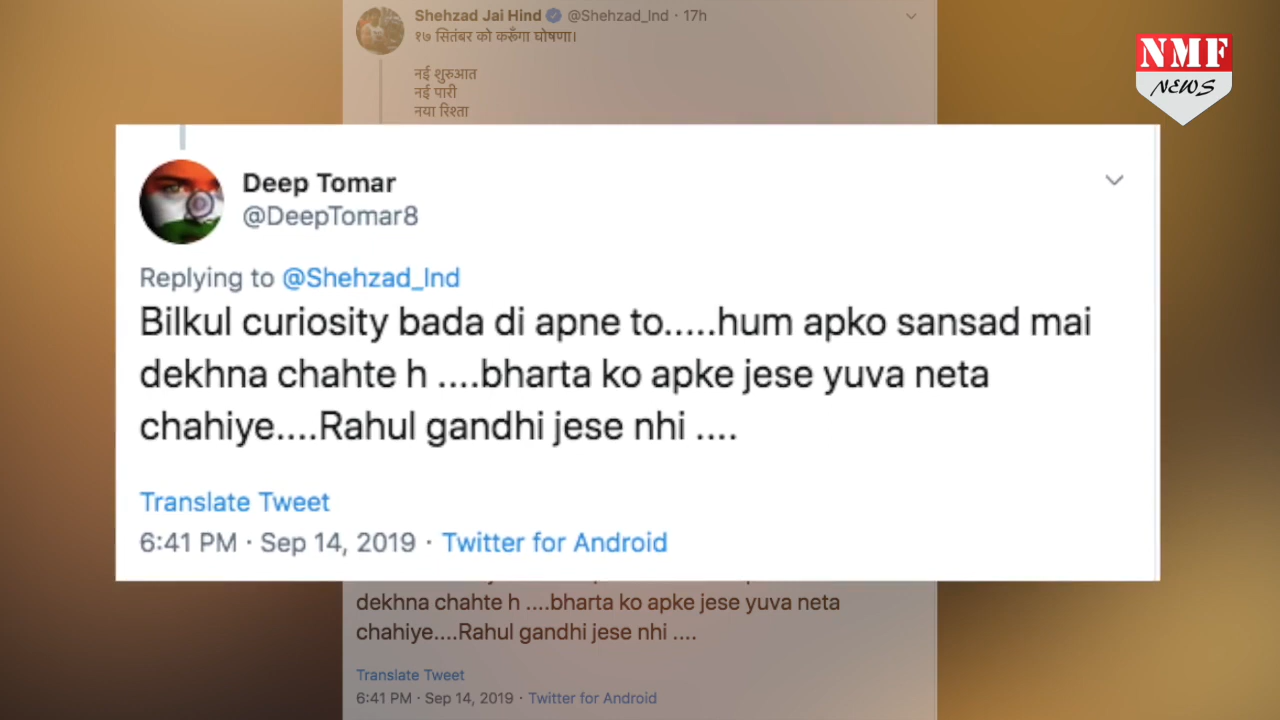 Shehzad Jai Hind @Shehzad_Ind · 17h
१७ सितंबर को करूँगा घोषणा।
नई शुरुआत
नई पारी
नया रिश्ता
NMF
NEWS
Deep Tomar
@DeepTomar8
Replying to @Shehzad_Ind
Bilkul curiosity bada di apne to.....hum apko sansad mai
dekhna chahte h ....bharta ko apke jese yuva neta
chahiye....Rahul gandhi jese nhi ....
Translate Tweet
6:41 PM · Sep 14, 2019 · Twitter for Android
dekhna chahte h ....bharta ko apke jese yuva neta
chahiye....Rahul gandhi jese nhi ....
Translate Tweet
6:41 PM · Sep 14, 2019 · Twitter for Android